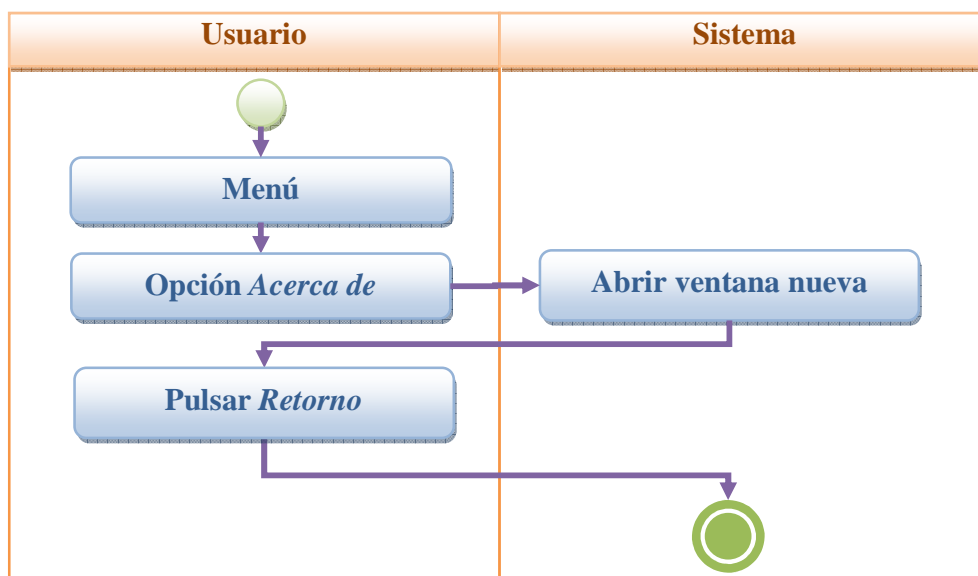 Usuario
Sistema
Menú
Opción Acerca de
Abrir ventana nueva
Pulsar Retorno